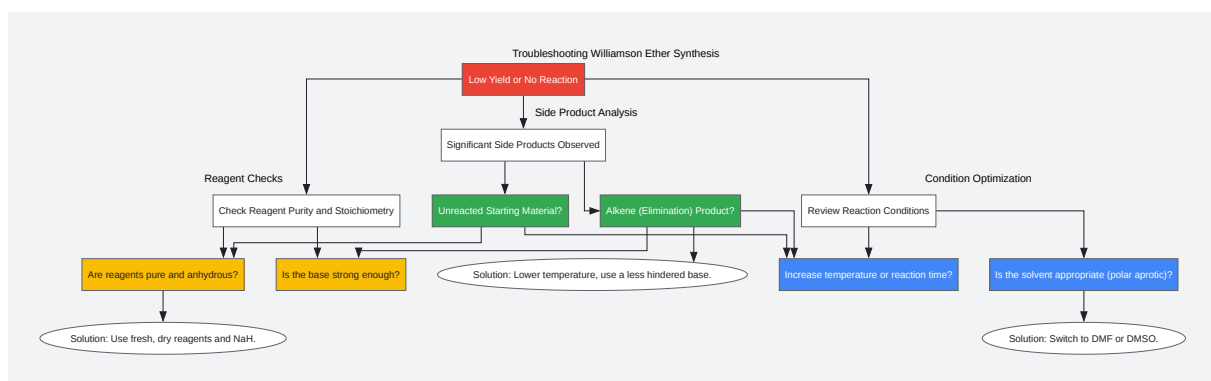 Troubleshooting Williamson Ether Synthesis
Low Yield or No Reaction
Side Product Analysis
Significant Side Products Observed
Reagent Checks
Condition Optimization
Check Reagent Purity and Stoichiometry
Unreacted Starting Material?
Alkene (Elimination) Product?
Review Reaction Conditions
Are reagents pure and anhydrous?
Is the base strong enough?
Solution: Lower temperature, use a less hindered base.
Increase temperature or reaction time?
Is the solvent appropriate (polar aprotic)?
Solution: Use fresh, dry reagents and NaH.
Solution: Switch to DMF or DMSO.